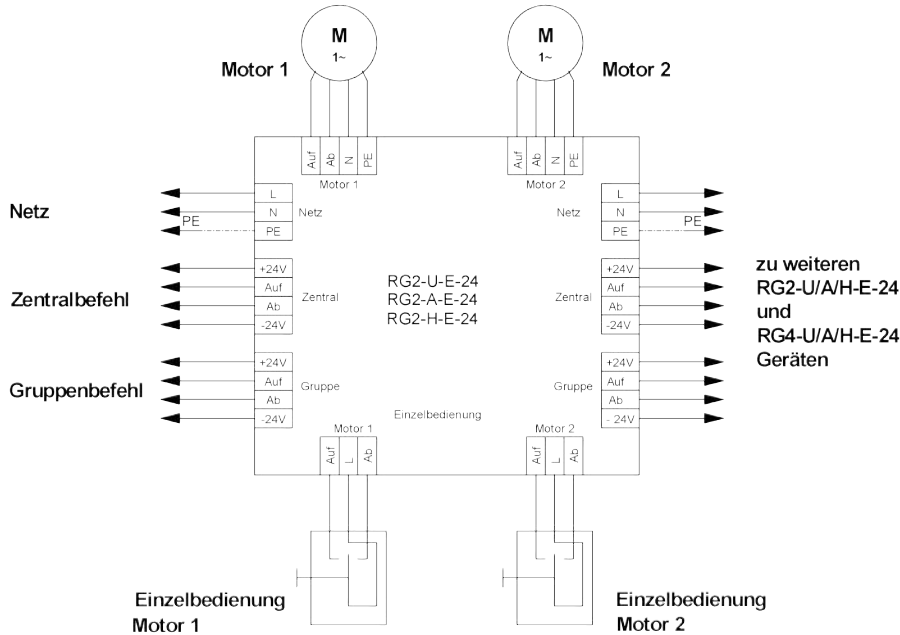 M
1~
M
1~
Motor 1
Motor 2
Auf
Ab
N
PE
Motor 1
Auf
Ab
N
PE
Motor 2
Netz
L
N
PE
PE
Netz
L
N
PE
PE
Netz
Zentralbefehl
+24V
Auf
Ab
-24V
Zentral
RG2-U-E-24
RG2-A-E-24
RG2-H-E-24
Zentral
+24V
Auf
Ab
-24V
zu weiteren
RG2-U/A/H-E-24
und
RG4-U/A/H-E-24
Geräten
Gruppenbefehl
+24V
Auf
Ab
-24V
Gruppe
Gruppe
+24V
Auf
Ab
- 24V
Einzelbedienung
Motor 1
Auf
L
Ab
Motor 2
Auf
L
Ab
Einzelbedienung
Motor 1
Einzelbedienung
Motor 2